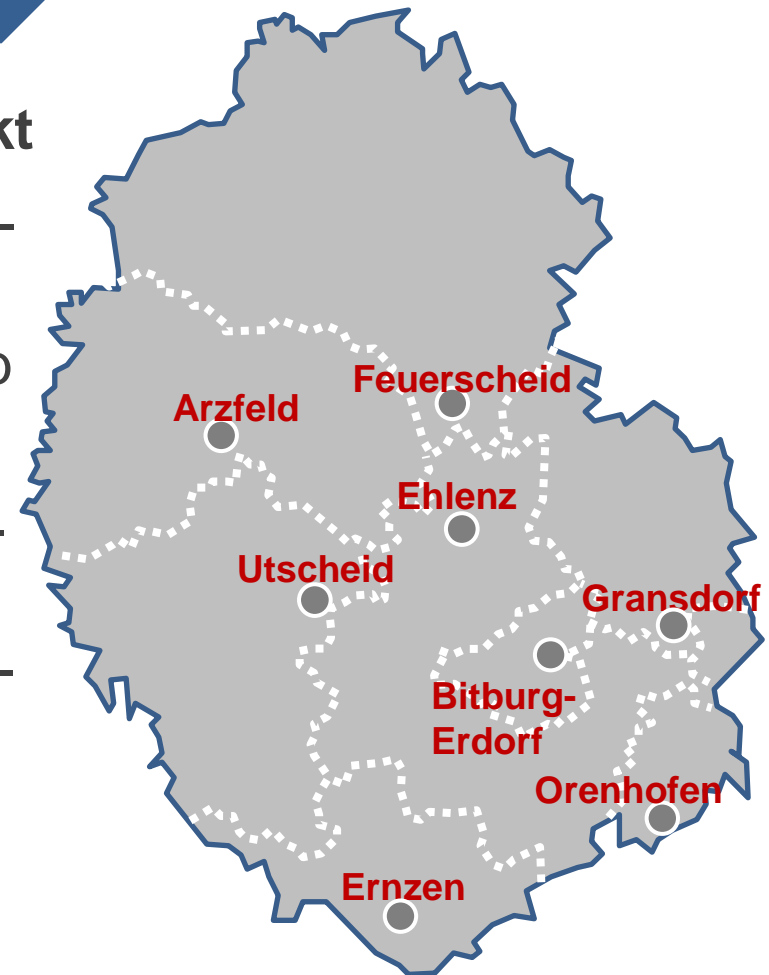 kt
Feuerscheid
Arzfeld
Ehlenz
Utscheid
Gransdorf
Bitburg-
Erdorf
Orenhofen
Ernzen